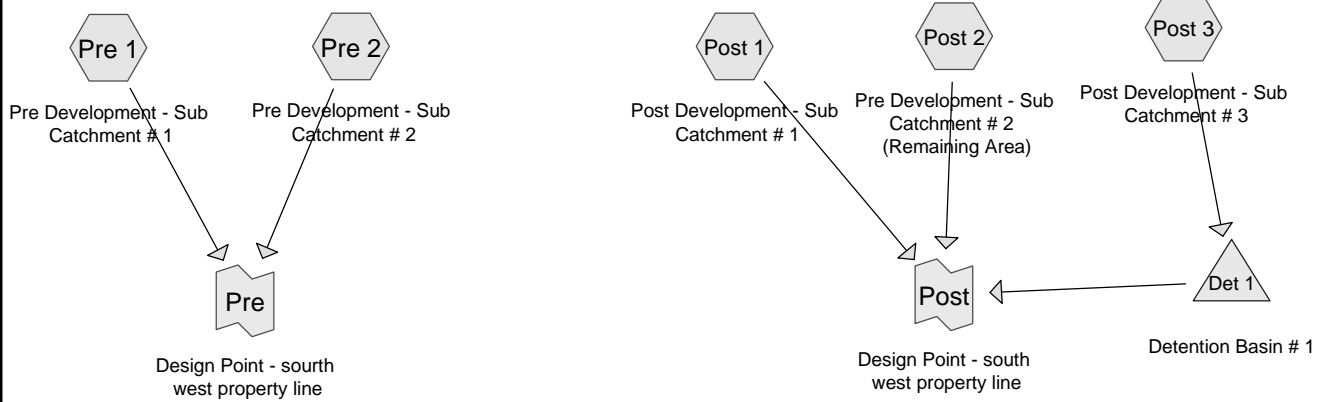 Pre 1
Pre Development - Sub
Catchment # 1
Pre 2
Pre Development - Sub
Catchment # 2
Pre
Design Point - sourth
west property line
Post 1
Post Development - Sub
Catchment # 1
Post 2
Pre Development - Sub
Catchment # 2
(Remaining Area)
Post 3
Post Development - Sub
Catchment # 3
Post
Design Point - south
west property line
Det 1
Detention Basin # 1